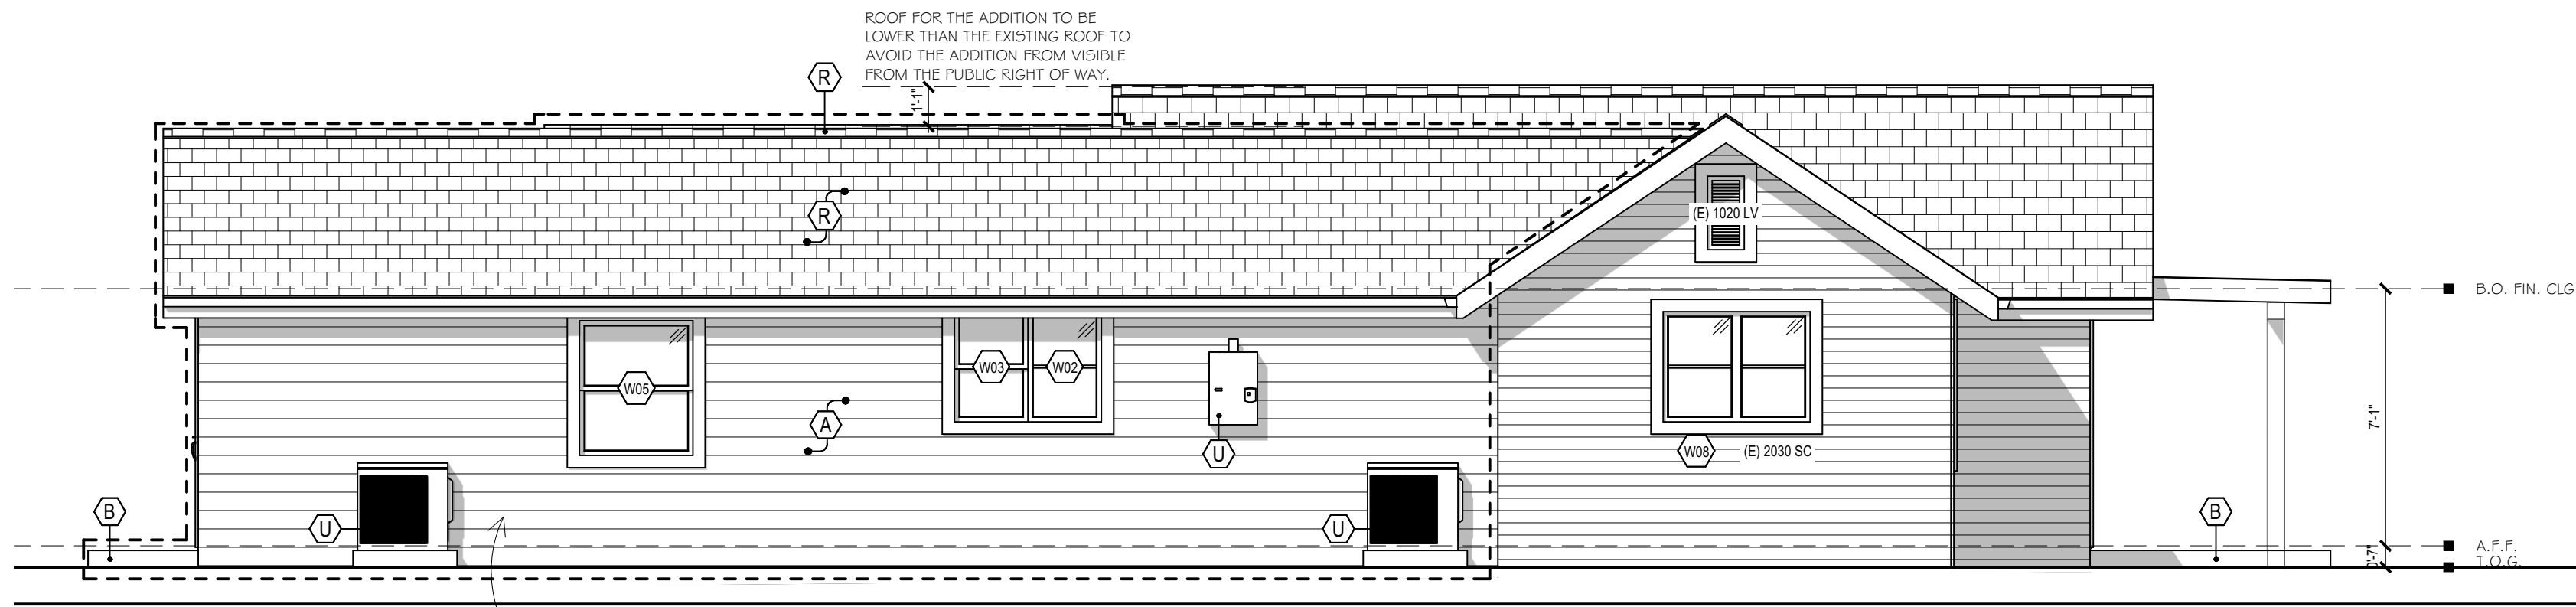 ROOF FOR THE ADDITION TO BE
LOWER THAN THE EXISTING ROOF TO
AVOID THE ADDITION FROM VISIBLE
FROM THE PUBLIC RIGHT OF WAY.
R
1'-1"
R
(E) 1020 LV
B.O. FIN. CLG
W05
W03
W02
A
U
W08
(E) 2030 SC
7'-1"
B
U
U
B
A.F.F.
0'-7"
T.O.G.